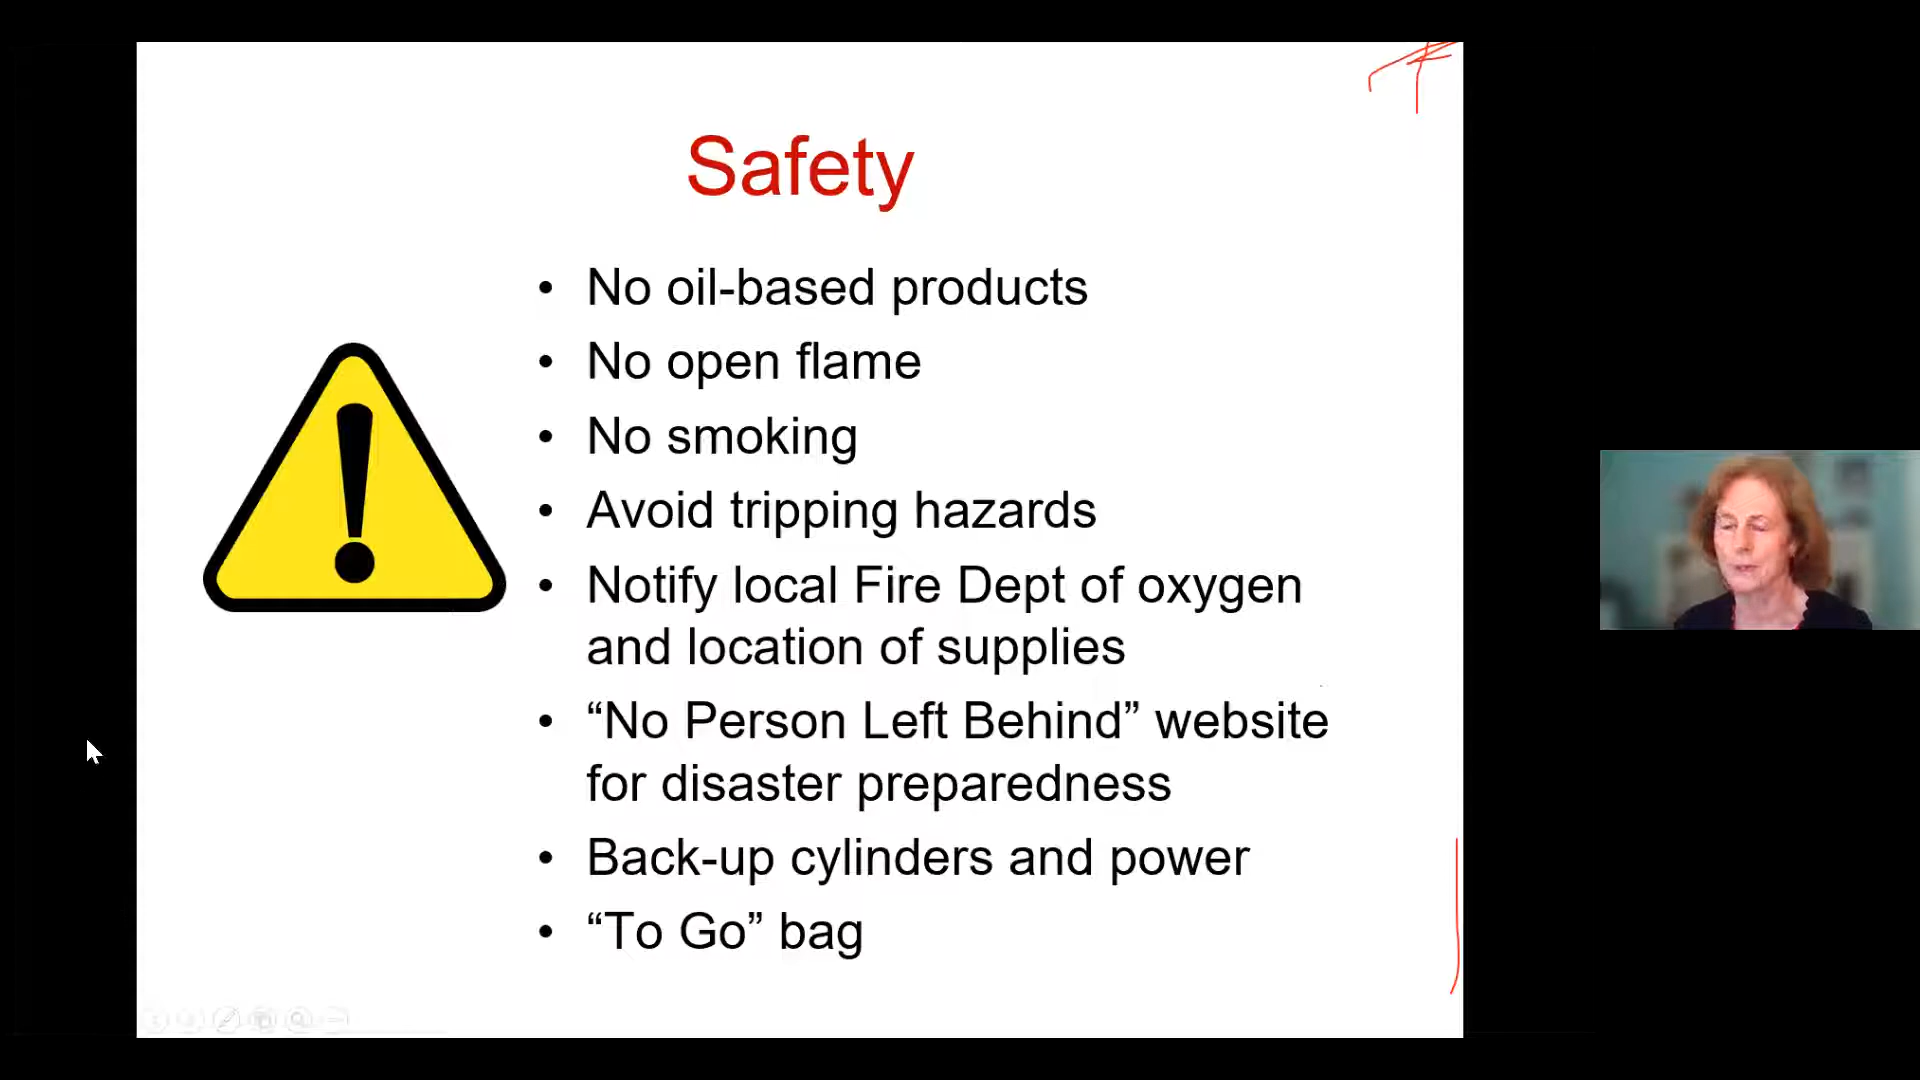 Safety
• No oil-based products
• No open flame
• No smoking
• Avoid tripping hazards
• Notify local Fire Dept of oxygen
and location of supplies
• “No Person Left Behind” website
for disaster preparedness
• Back-up cylinders and power
• “To Go” bag